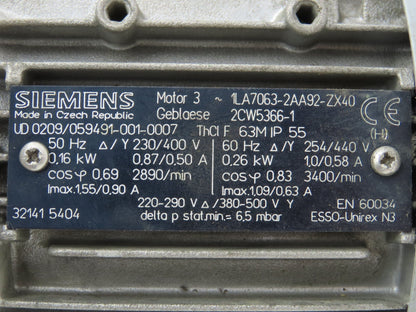 SIEMENS Motor 3 ~ 1LA7063-2AA92-ZX40 CE
Made in Czech Republic Geblaese 2CW5366-1
UD 0209/059491-001-0007 ThCl F 63M IP 55 (H)
50 Hz Δ/Y 230/400 V 60 Hz Δ/Y 254/440 V
0,16 kW 0,87/0,50 A 0,26 kW 1,0/0,58 A
cosφ 0,69 2890/min cosφ 0,83 3400/min
Imax.1.55/0,90 A Imax.1,09/0,63 A
220-290 V Δ/380-500 V Y EN 60034
32141 5404 delta p stat.min.= 6,5 mbar ESSO-Unirex N3